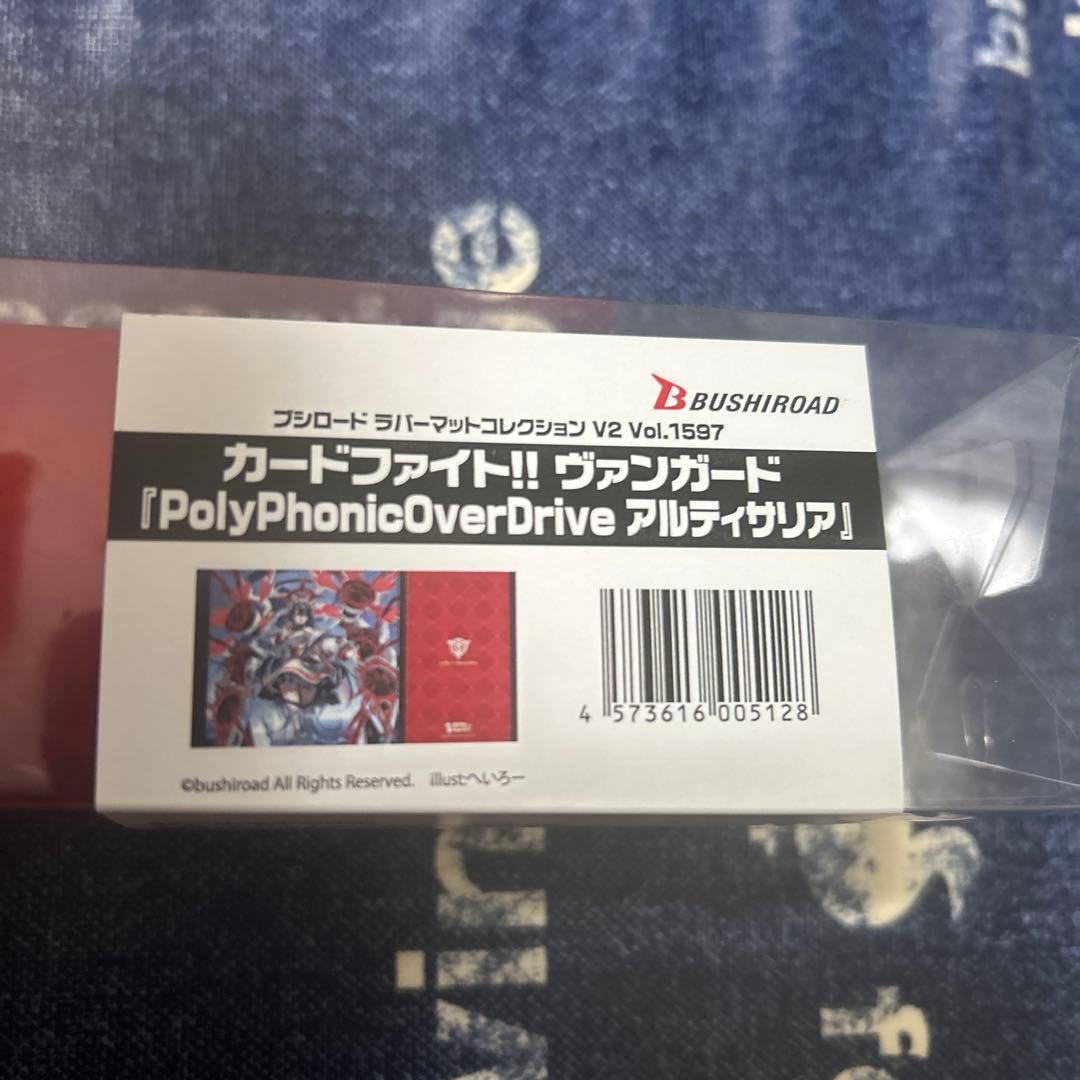 BUSHIROAD
ブシロード ラバーマットコレクション V2 Vol.1597
カードファイト!! ヴァンガード
『PolyPhonicOverDrive アルティサリア』
4 573616 005128
©bushiroad All Rights Reserved. illust:へいろー